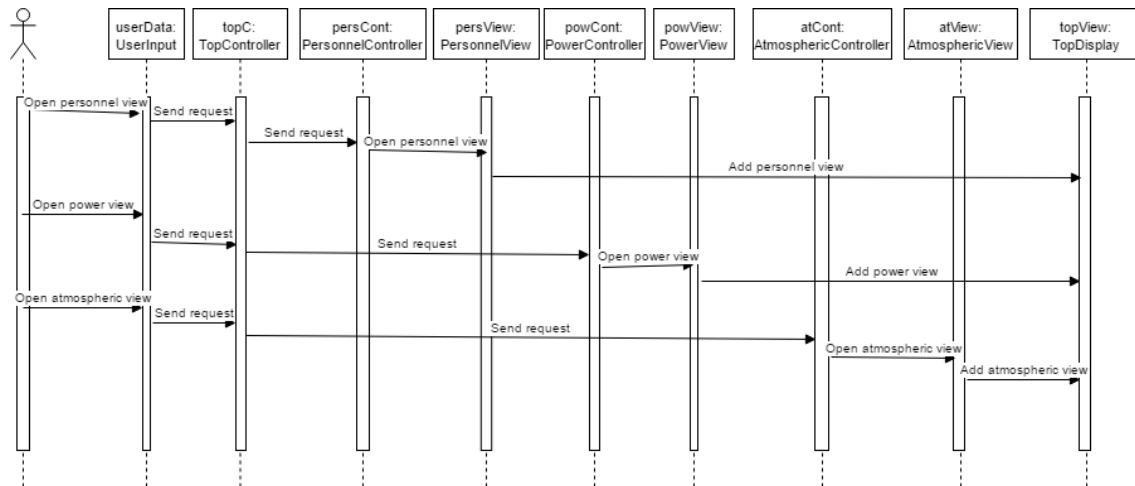 userData:
UserInput
topC:
TopController
persCont:
PersonnelController
persView:
PersonnelView
powCont:
PowerController
powView:
PowerView
atCont:
AtmosphericController
atView:
AtmosphericView
topView:
TopDisplay
Open personnel view
Send request
Send request
Open personnel view
Add personnel view
Open power view
Send request
Send request
Open power view
Add power view
Open atmospheric view
Send request
Send request
Open atmospheric view
Add atmospheric view